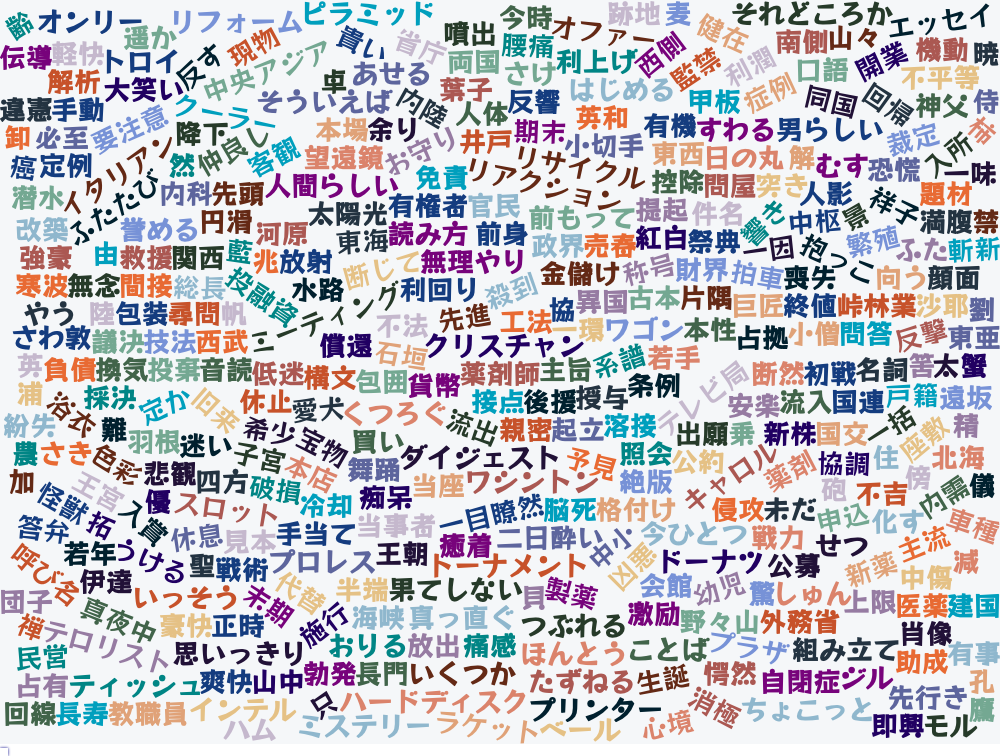 齢 オンリー リフォーム ピラミッド 今時 オファー 跡地 麦 健在 それどころか エッセイ
伝導 軽快 遥か トロイ 反す 現物 貴い 省庁 噴出 腰痛 利上げ 西側 監禁 南側 山々 機動 暁
解析 大笑い 中央アジア 卓 あせる 両国 さけ 葉子 利潤 口語 開業 不平等
違憲 手動 クーラー そういえば 内陸 人体 反響 はじめる 甲板 症例 同国 回帰 神父 侍
卸 必至 要注意 降下 本場 余り 井戸 期末 英和 小切手 有機 すわる 男らしい 裁定 市
癌 定例 イタリアン 然 仲良し 客観 望遠鏡 お守り リアクション リサイクル 東西 日の丸 解 むす 恐慌 入所 一味
潜水 ふたたび 内科 先頭 人間らしい 免責 控除 問屋 突き 人影 題材
改築 誉める 円滑 河原 太陽光 有権者 官民 前もって 提起 件名 響き 中枢 景 祥子 満腹 禁
強豪 由 救援 関西 藍 東海 読み方 前身 政界 売春 紅白 祭典 一因 抱っこ 繁殖 ふた 斬新
寒波 無念 間接 総長 投融資 兆 放射 断じて 無理やり 金儲け 称号 財界 拍車 喪失 向う 顔面
やう 陸 包装 尋問 帆 水路 ニーティング 利回り 殺到 協 異国 古本 片隅 巨匠 終値 峠 林業 沙耶 劉
さわ 敦 議決 技法 西武 償還 不法 先進 工法 一環 ワゴン 本性 占拠 小僧 問答 反撃 東亜
英 負債 換気 投棄 音読 低迷 構文 石垣 クリスチャン 包囲 貨幣 薬剤師 主旨 系譜 若手 断然 初戦 名詞 答 太 蟹
浦 浴衣 採決 定か 旧来 休止 愛犬 くつろぐ 接点 後援 授与 条例 テレビ局 安楽 流入 国連 戸籍 遠坂
紛失 難 羽根 迷い 希少 宝物 買い 流出 親密 起立 溶接 出願 乗 新株 国交 一括 座敷 精
農 さき 色彩 悲観 四方 子宮 本店 舞踊 ダイジェスト 予見 照会 公約 キャロル 薬剤 協調 住 傍 北海
加 怪獣 王宮 優 スロット 破損 冷却 痴呆 当座 ワシントン 絶版 砲 不吉 内需 儀
答弁 拓 入賞 休息 見本 手当て 当事者 一目瞭然 脳死 格付け 侵攻 未だ 申込 化す 車種
呼び名 若年 うける 聖 戦術 プロレス 王朝 癒着 二日酔い 中小 今ひとつ 戦力 せつ 主流 減
団子 伊達 いっそう 末期 代替 半端 果てしない トーナメント 貝 製薬 凶悪 会館 幼児 ドーナツ 公募 驚 しゅん 新薬 上限 中傷 医薬 建国
禅 真夜中 豪快 正時 施行 海峡 真っ直ぐ つぶれる 激励 野々山 外務省 肖像
民営 テロリスト 思いっきり おりる 放出 痛感 ほんとう ことば プラザ 組み立て 助成 有事
占有 ティッシュ 爽快 山中 勃発 長門 いくつか たずねる 生誕 愕然 自閉症 ジル 先行き 孔
回線 長寿 教職員 インテル 只 ハードディスク プリンター 消極 ちょこっと 鷹
ハム ミステリー ラケット ベール 心境 即興 モル